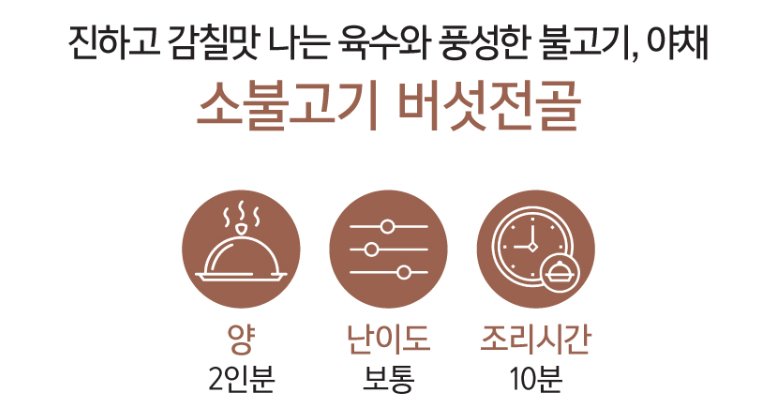 진하고 감칠맛 나는 육수와 풍성한 불고기, 야채
소불고기 버섯전골
양 난이도 조리시간
2인분 보통 10분